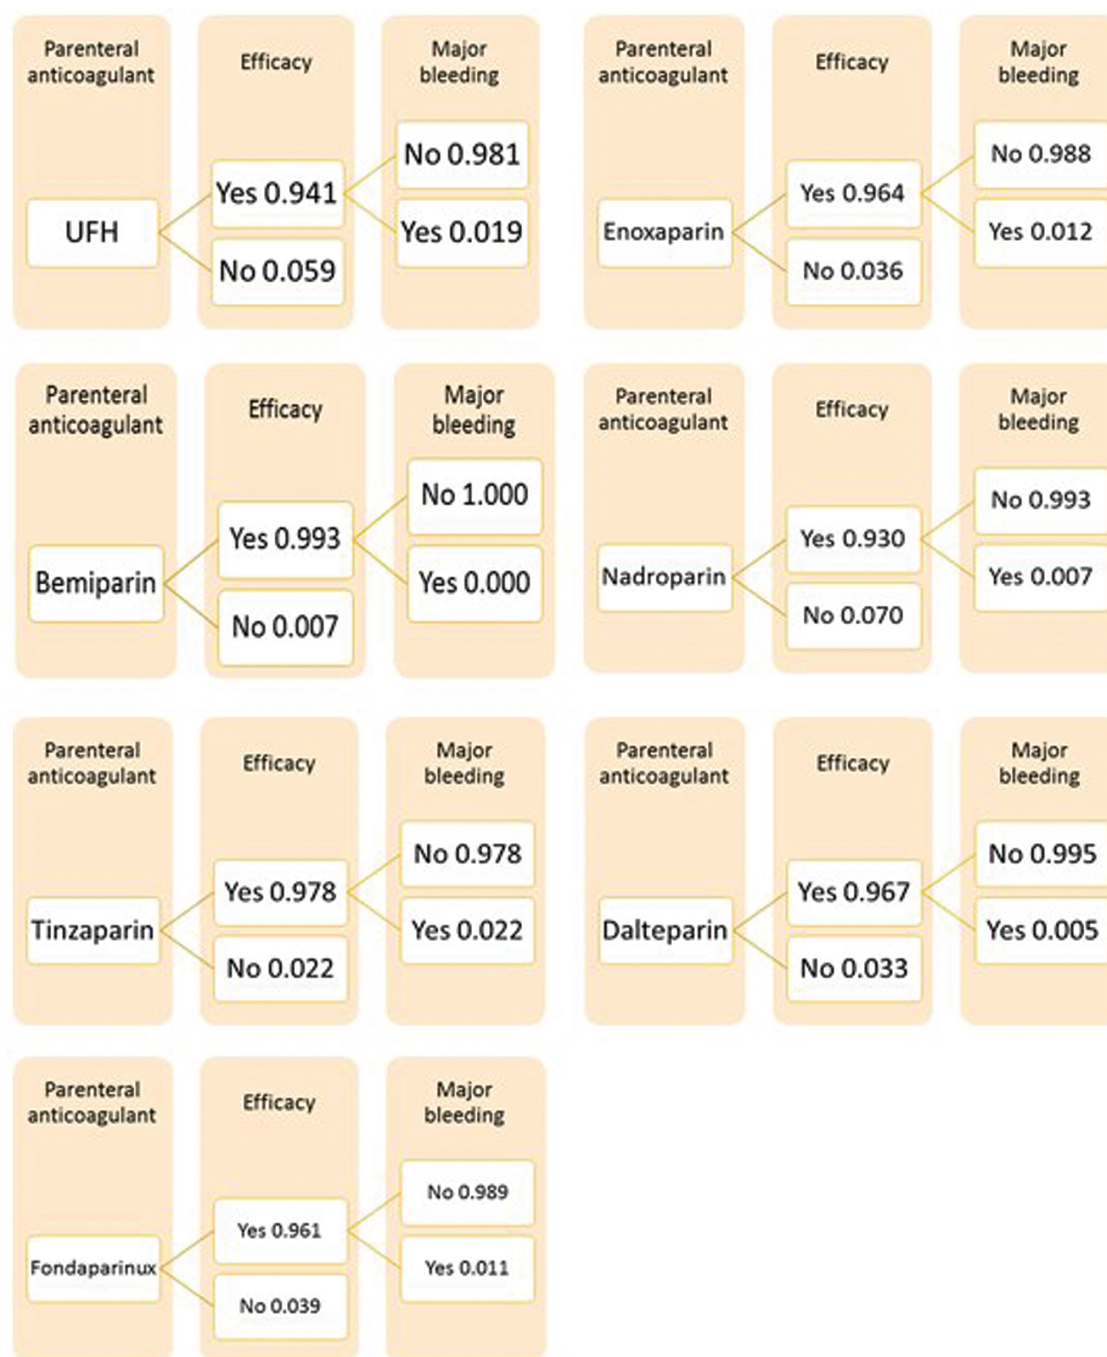 Parenteral
anticoagulant
Efficacy
Major
bleeding
UFH
Yes 0.941
No 0.059
No 0.981
Yes 0.019
Parenteral
anticoagulant
Efficacy
Major
bleeding
Enoxaparin
Yes 0.964
No 0.036
No 0.988
Yes 0.012
Parenteral
anticoagulant
Efficacy
Major
bleeding
Bemiparin
Yes 0.993
No 0.007
No 1.000
Yes 0.000
Parenteral
anticoagulant
Efficacy
Major
bleeding
Nadroparin
Yes 0.930
No 0.070
No 0.993
Yes 0.007
Parenteral
anticoagulant
Efficacy
Major
bleeding
Tinzaparin
Yes 0.978
No 0.022
No 0.978
Yes 0.022
Parenteral
anticoagulant
Efficacy
Major
bleeding
Dalteparin
Yes 0.967
No 0.033
No 0.995
Yes 0.005
Parenteral
anticoagulant
Efficacy
Major
bleeding
Fondaparinux
Yes 0.961
No 0.039
No 0.989
Yes 0.011